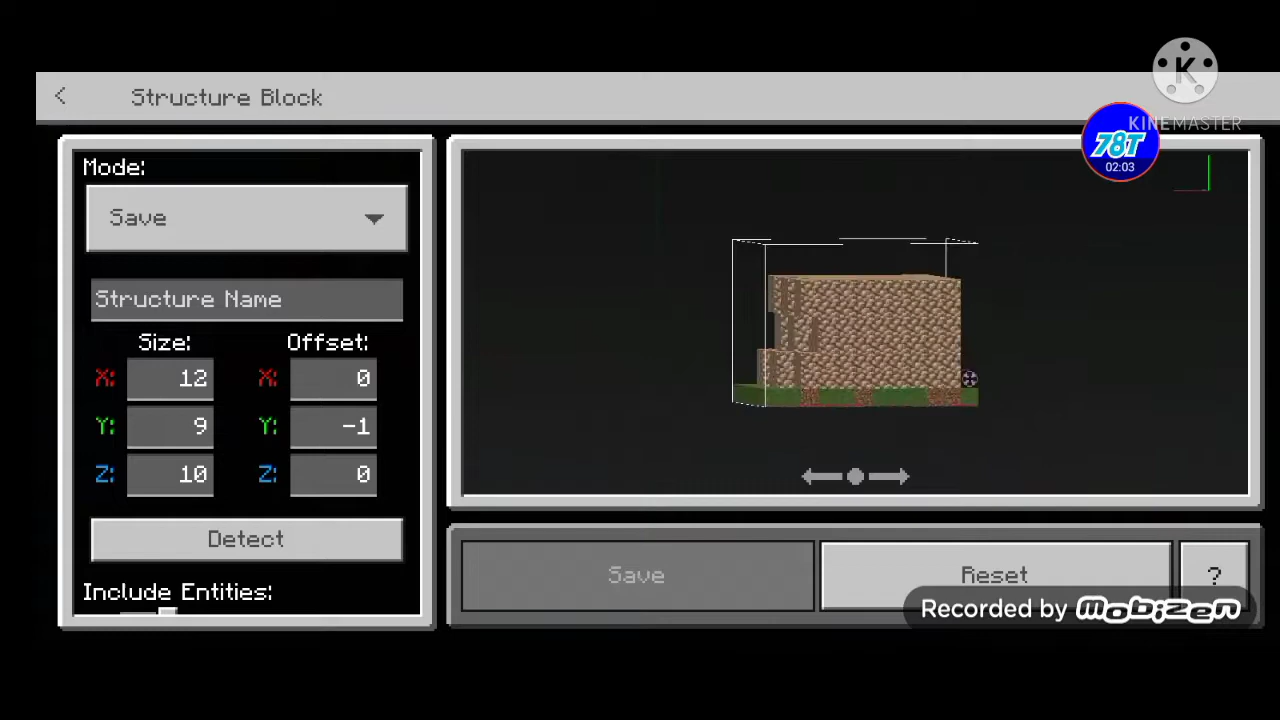 Structure Block
KINEMASTER
78T
02:03
Mode:
Save
Structure Name
Size: Offset:
X: 12 X: 0
Y: 9 Y: -1
Z: 10 Z: 0
Detect
Include Entities:
Save Reset ?
Recorded by mobizen